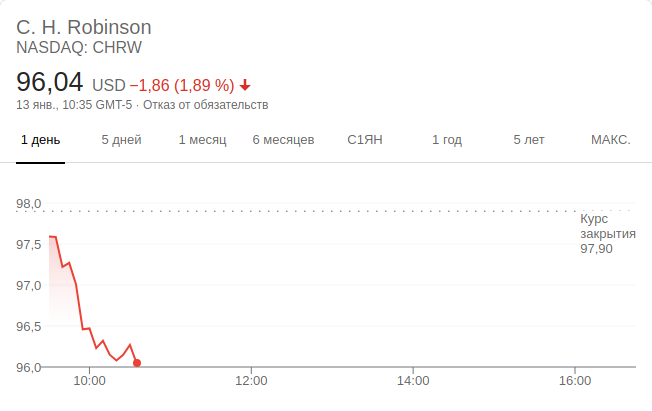 C. H. Robinson
NASDAQ: CHRW
96,04 USD −1,86 (1,89 %)
13 янв., 10:35 GMT-5 · Отказ от обязательств
1 день 5 дней 1 месяц 6 месяцев С1ЯН 1 год 5 лет МАКС.
98,0
97,5
97,0
96,5
96,0
Курс
закрытия
97,90
10:00 12:00 14:00 16:00